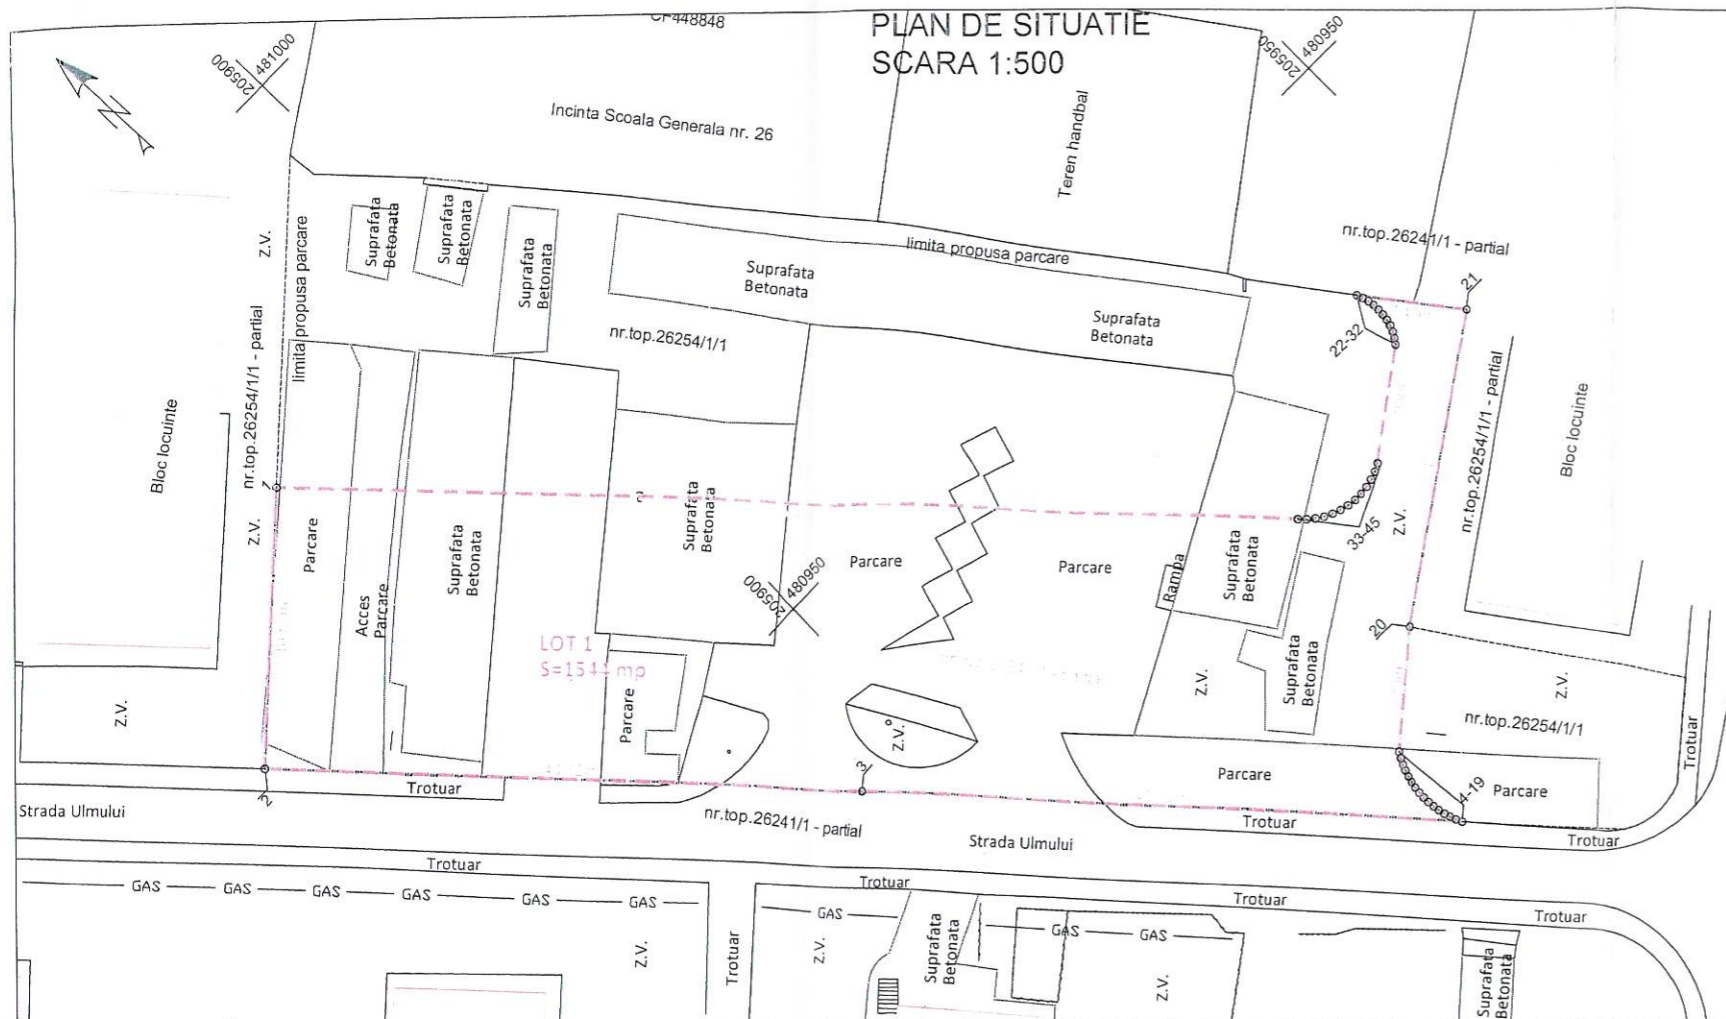 CF448848
PLAN DE SITUATIE
SCARA 1:500
205900
481000
205950
480950
N
Incinta Scoala Generala nr. 26
Teren handbal
nr.top.26241/1 - partial
21
limita propusa parcare
Suprafata
Betonata
Suprafata
Betonata
Suprafata
Betonata
Suprafata
Betonata
Suprafata
Betonata
22-32
Z.V.
limita propusa parcare
nr.top.26254/1/1 - partial
nr.top.26254/1/1
Bloc locuinte
Bloc locuinte
nr.top.26254/1/1 - partial
Z.V.
Parcare
Suprafata
Betonata
Suprafata
Betonata
Parcare
Parcare
Rampa
Suprafata
Betonata
33-45
Z.V.
205900
480950
Acces
Parcare
LOT 1
S=1544 mp
20
Suprafata
Betonata
Z.V.
Z.V.
Z.V.
Parcare
Z.V.
nr.top.26254/1/1
Trotuar
2
3
Parcare
Parcare
4-19
Trotuar
Strada Ulmului
nr.top.26241/1 - partial
Trotuar
Strada Ulmului
Trotuar
Trotuar
Trotuar
Trotuar
Trotuar
GAS
GAS
GAS
GAS
GAS
GAS
GAS
GAS
GAS
Z.V.
Trotuar
Z.V.
Suprafata
Betonata
Z.V.
Suprafata
Betonata